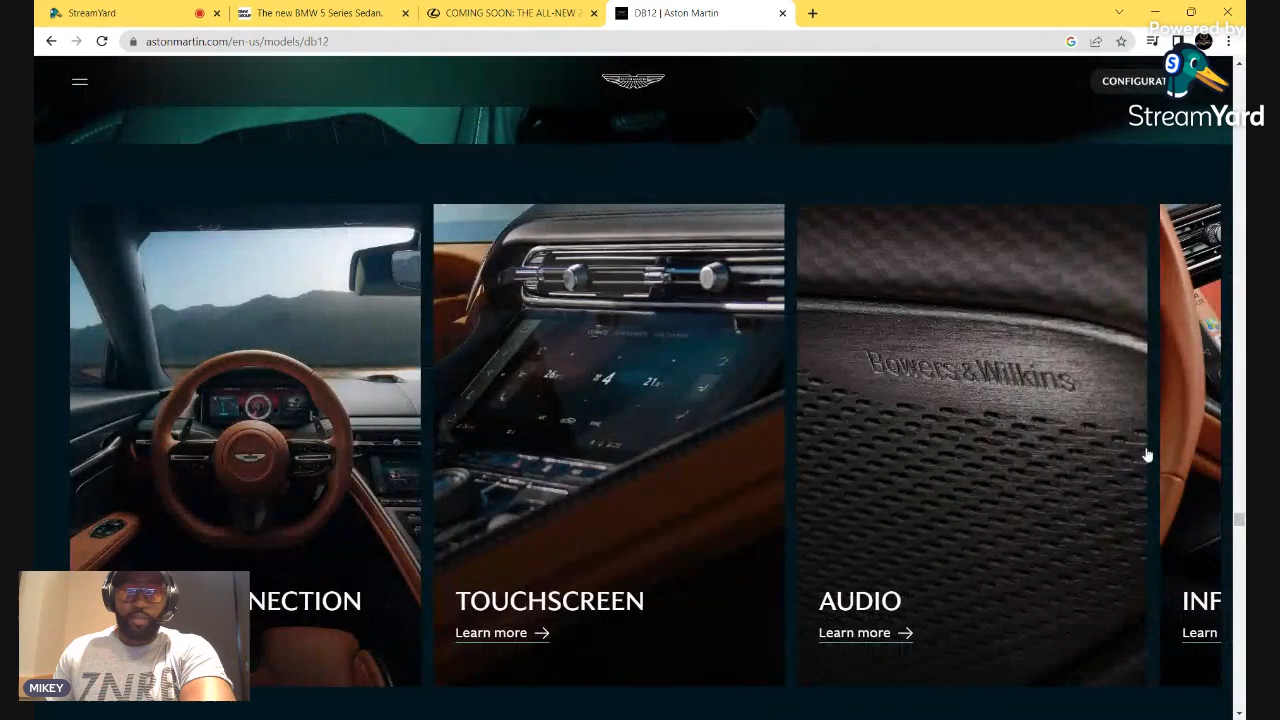 StreamYard
The new BMW 5 Series Sedan.
COMING SOON: THE ALL-NEW 2
DB12 | Aston Martin
astonmartin.com/en-us/models/db12
Powered by
CONFIGURAT
StreamYard
Bowers & Wilkins
NECTION
TOUCHSCREEN
AUDIO
INF
Learn more
Learn more
Learn
MIKEY